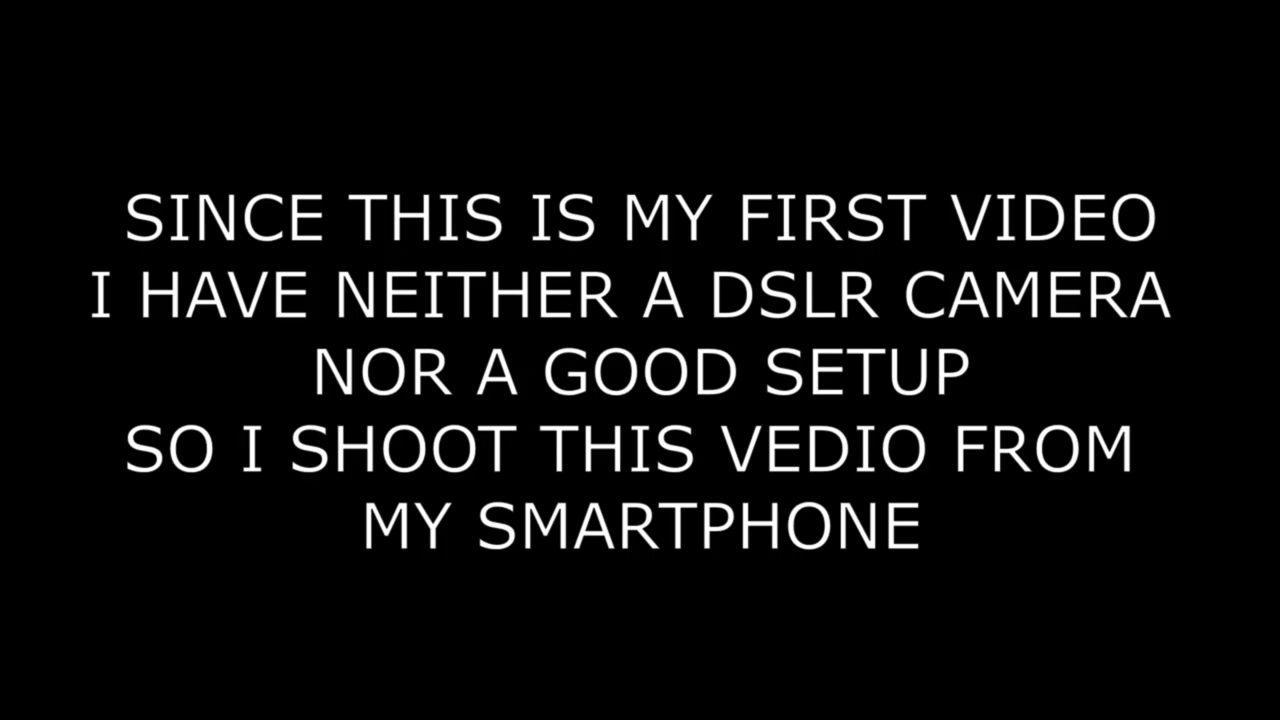 SINCE THIS IS MY FIRST VIDEO
I HAVE NEITHER A DSLR CAMERA
NOR A GOOD SETUP
SO I SHOOT THIS VEDIO FROM
MY SMARTPHONE